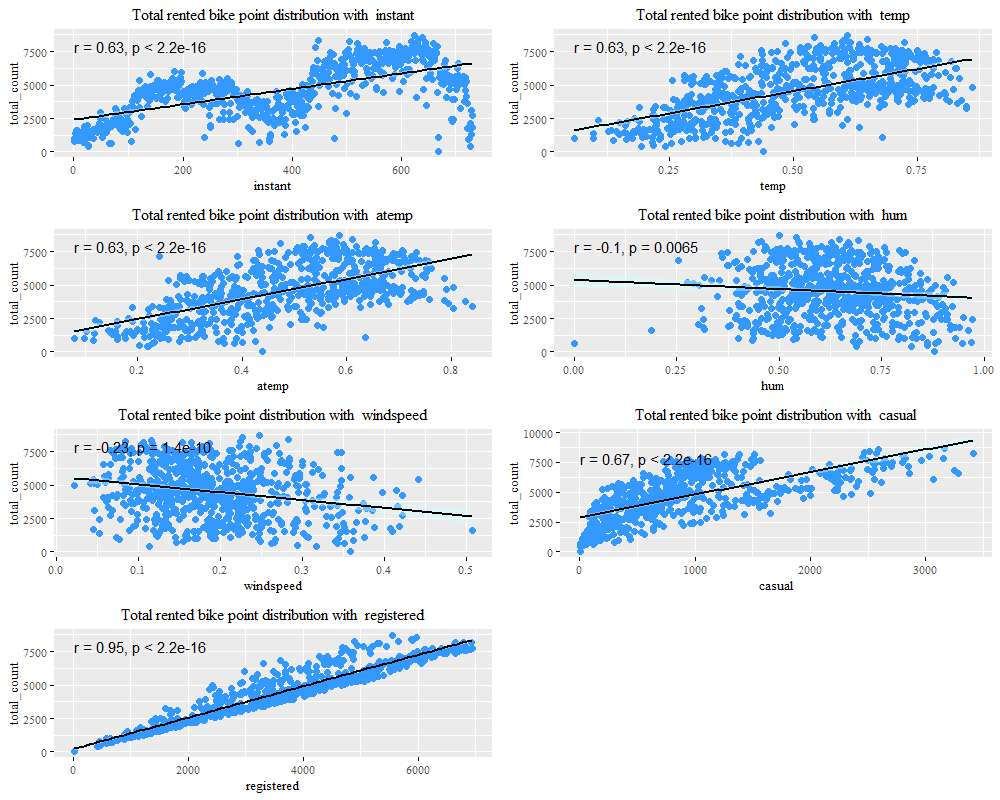 Total rented bike point distribution with  instant
r = 0.63, p < 2.2e-16
total_count
7500
5000
2500
0
0 200 400 600
instant
Total rented bike point distribution with  temp
r = 0.63, p < 2.2e-16
total_count
7500
5000
2500
0
0.25 0.50 0.75
temp
Total rented bike point distribution with  atemp
r = 0.63, p < 2.2e-16
total_count
7500
5000
2500
0
0.2 0.4 0.6 0.8
atemp
Total rented bike point distribution with  hum
r = -0.1, p = 0.0065
total_count
7500
5000
2500
0
0.00 0.25 0.50 0.75 1.00
hum
Total rented bike point distribution with  windspeed
r = -0.23, p = 1.4e-10
total_count
7500
5000
2500
0
0.0 0.1 0.2 0.3 0.4 0.5
windspeed
Total rented bike point distribution with  casual
r = 0.67, p < 2.2e-16
total_count
10000
7500
5000
2500
0
0 1000 2000 3000
casual
Total rented bike point distribution with  registered
r = 0.95, p < 2.2e-16
total_count
7500
5000
2500
0
0 2000 4000 6000
registered